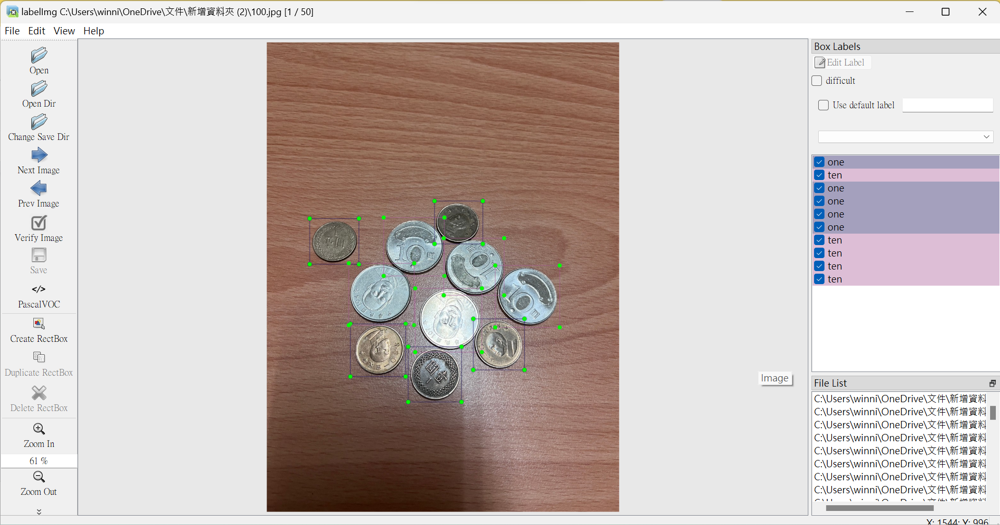 labelImg C:\Users\winni\OneDrive\文件\新增資料夾 (2)\100.jpg [1 / 50]
File Edit View Help
Open
Open Dir
Change Save Dir
Next Image
Prev Image
Verify Image
Save
</>
PascalVOC
Create RectBox
Duplicate RectBox
Delete RectBox
Zoom In
61 %
Zoom Out
10
10
10
Image
Box Labels
Edit Label
difficult
Use default label
one
ten
one
one
one
one
ten
ten
ten
ten
File List
C:\Users\winni\OneDrive\文件\新增資料
C:\Users\winni\OneDrive\文件\新增資料
C:\Users\winni\OneDrive\文件\新增資料
C:\Users\winni\OneDrive\文件\新增資料
C:\Users\winni\OneDrive\文件\新增資料
C:\Users\winni\OneDrive\文件\新增資料
C:\Users\winni\OneDrive\文件\新增資料
C:\Users\winni\OneDrive\文件\新增資料
X: 1544; Y: 996